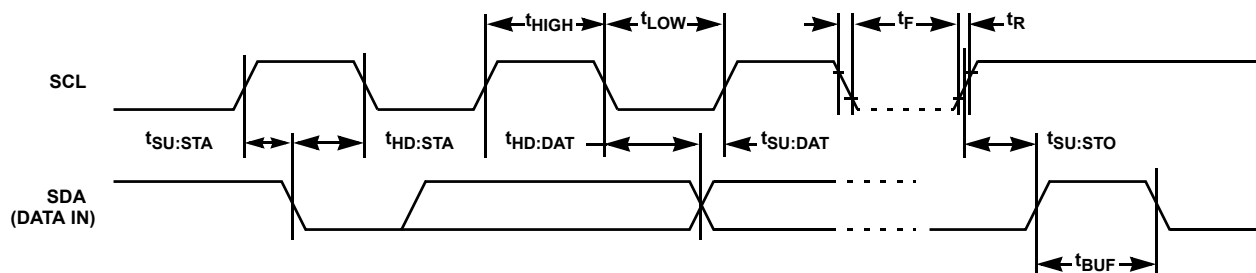 tHIGH
tLOW
tF
tR
SCL
tSU:STA
tHD:STA
tHD:DAT
tSU:DAT
tSU:STO
SDA
(DATA IN)
tBUF